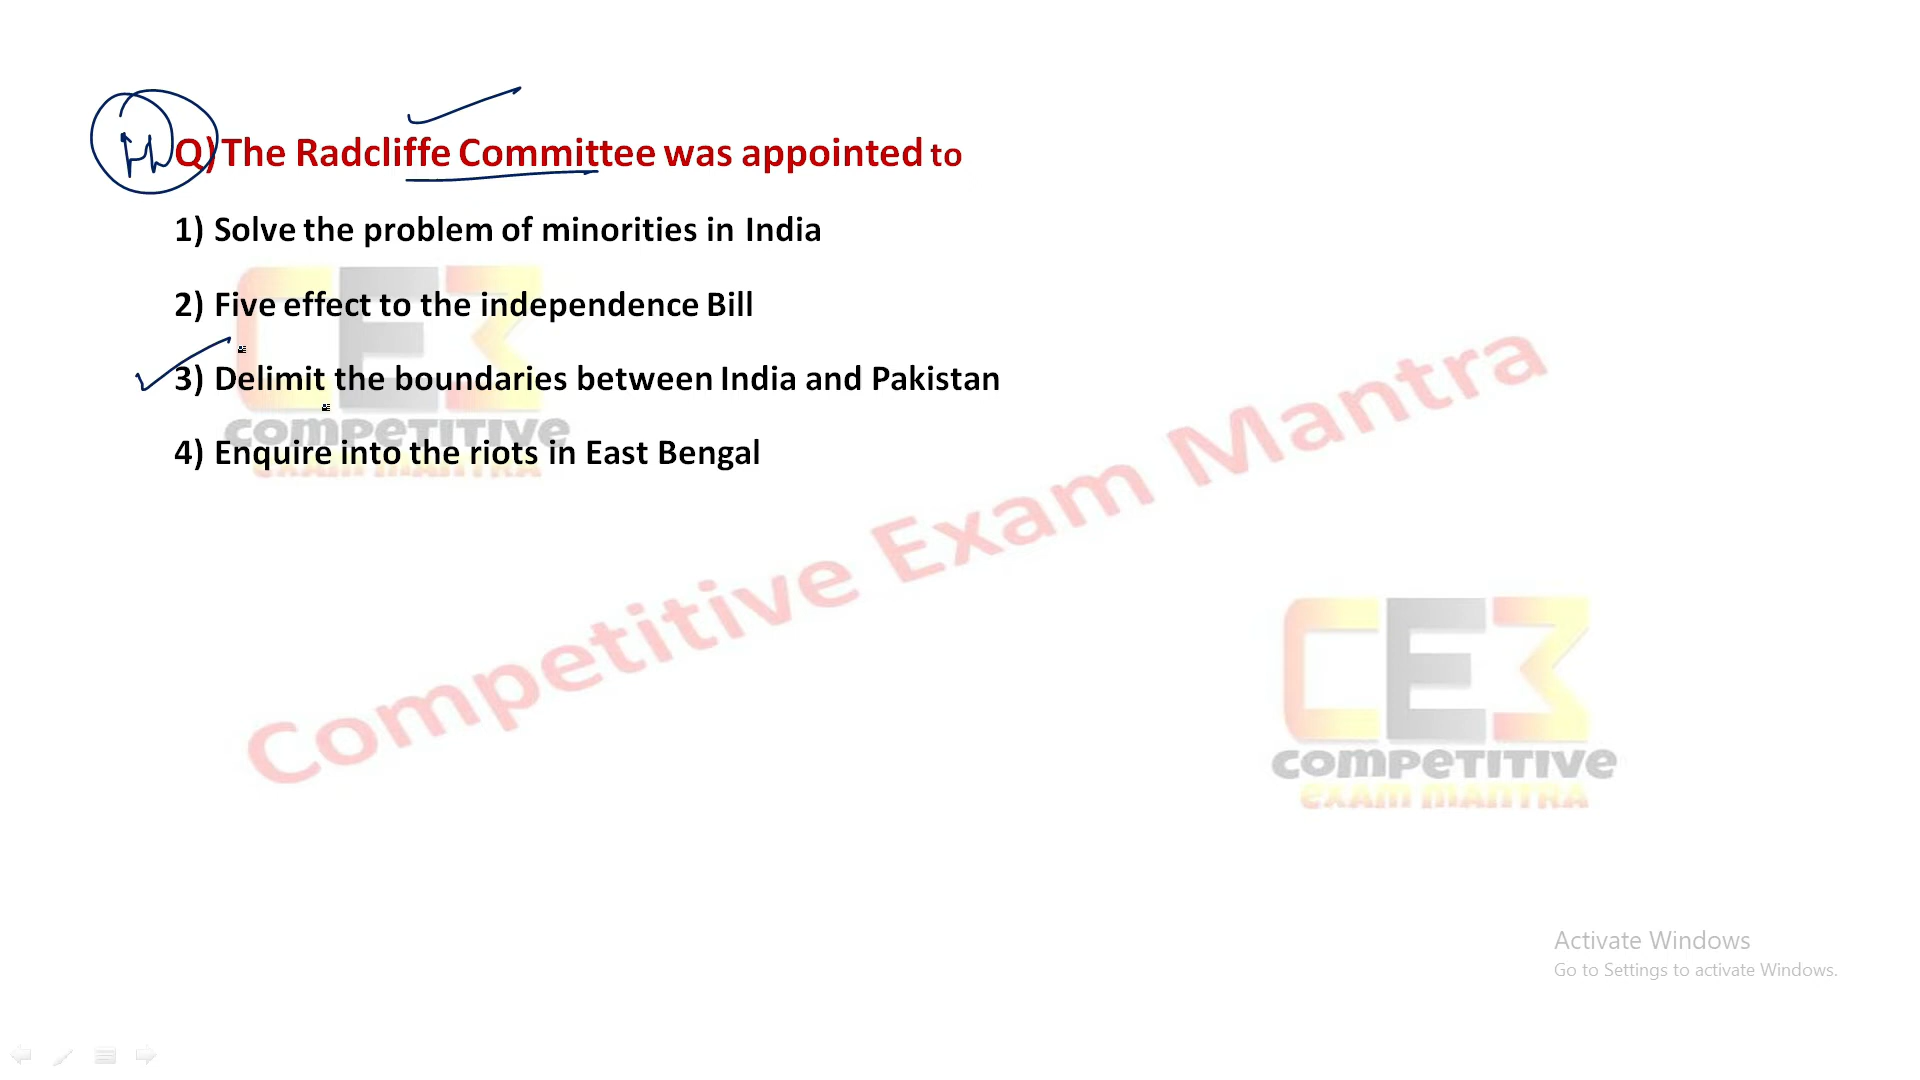 Q) The Radcliffe Committee was appointed to
1) Solve the problem of minorities in India
2) Five effect to the independence Bill
3) Delimit the boundaries between India and Pakistan
4) Enquire into the riots in East Bengal
CEM
COMPETITIVE
EXAM MANTRA
Competitive Exam Mantra
CEM
COMPETITIVE
EXAM MANTRA
Activate Windows
Go to Settings to activate Windows.